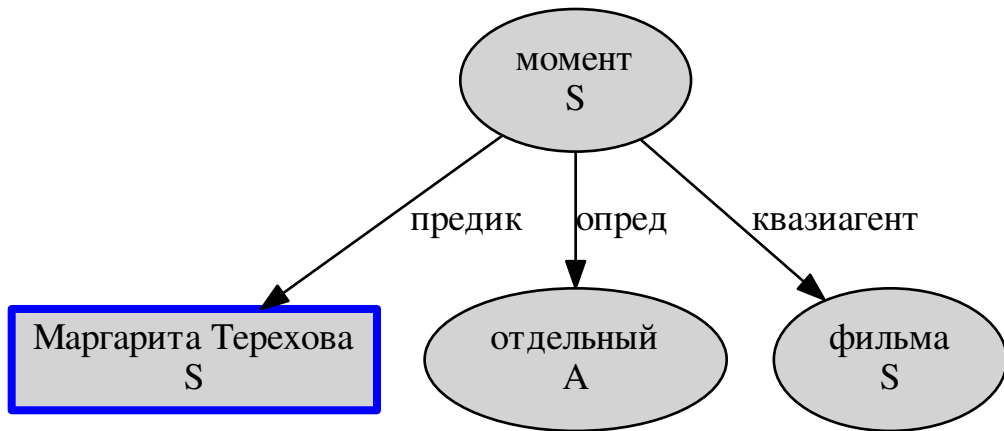 момент
S
предик
опред
квазиагент
Маргарита Терехова
S
отдельный
A
фильма
S